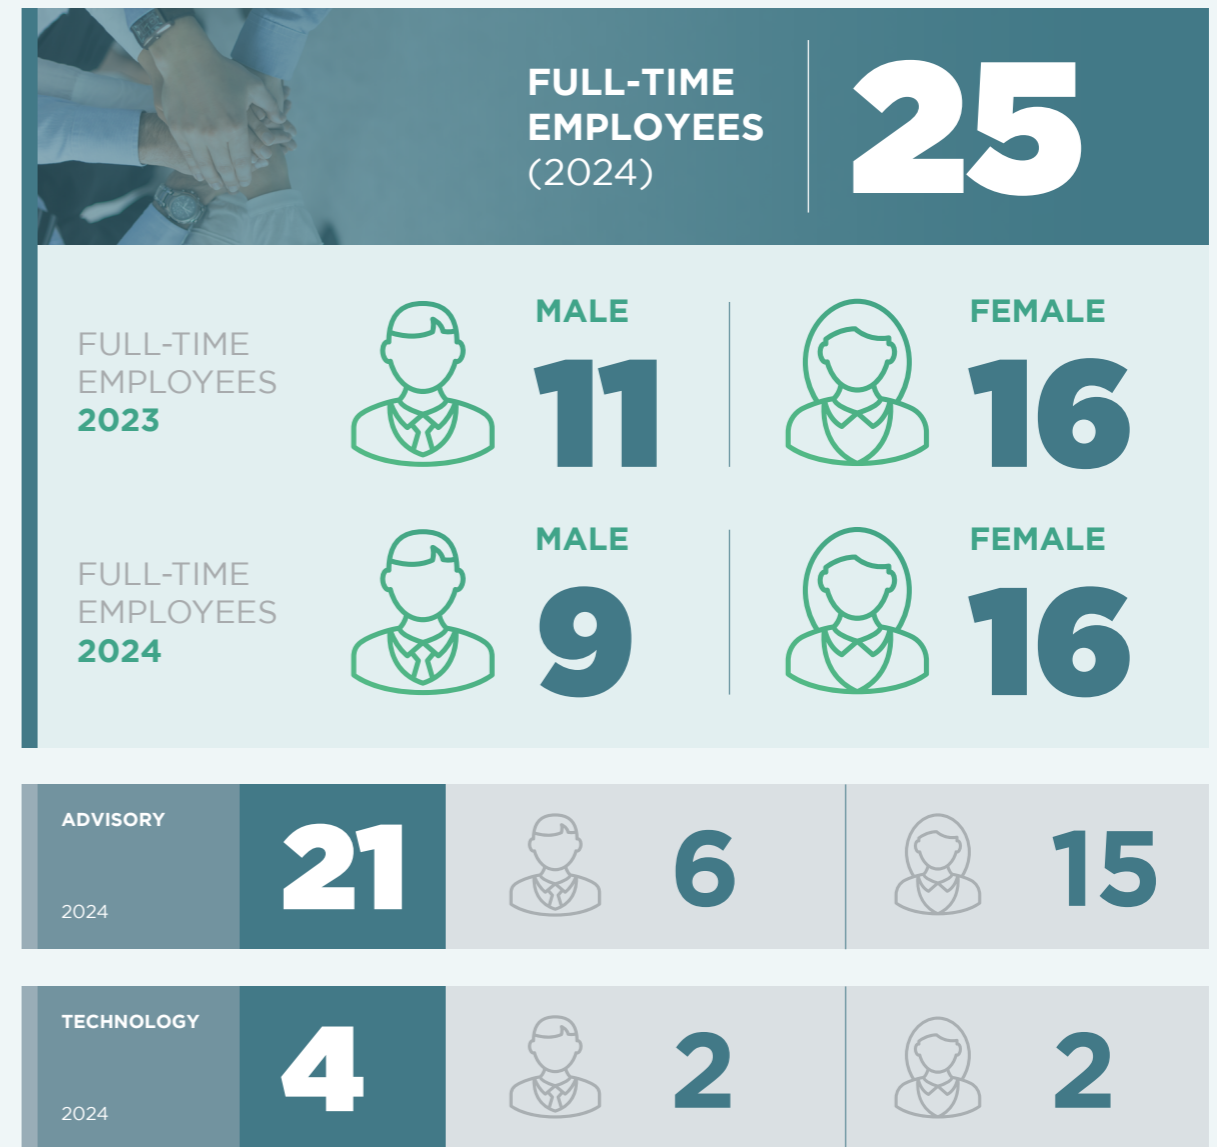 FULL-TIME
EMPLOYEES
(2024)
25
FULL-TIME
EMPLOYEES
2023
MALE
11
FEMALE
16
FULL-TIME
EMPLOYEES
2024
MALE
9
FEMALE
16
ADVISORY
2024
21
6
15
TECHNOLOGY
2024
4
2
2